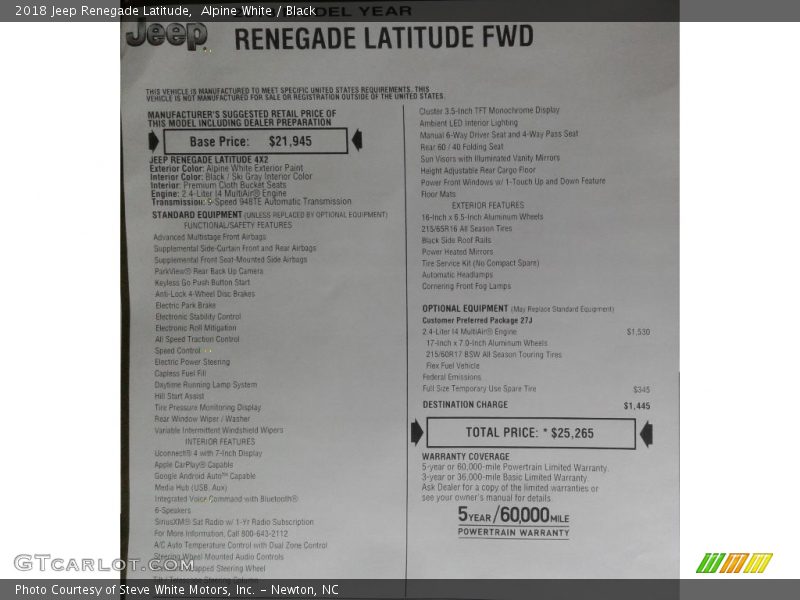 2018 Jeep Renegade Latitude, Alpine White / Black
MODEL YEAR
Jeep
RENEGADE LATITUDE FWD
THIS VEHICLE IS MANUFACTURED TO MEET SPECIFIC UNITED STATES REQUIREMENTS. THIS
VEHICLE IS NOT MANUFACTURED FOR SALE OR REGISTRATION OUTSIDE OF THE UNITED STATES.
MANUFACTURER'S SUGGESTED RETAIL PRICE OF
THIS MODEL INCLUDING DEALER PREPARATION
Base Price: $21,945
JEEP RENEGADE LATITUDE 4X2
Exterior Color: Alpine White Exterior Paint
Interior Color: Black / Ski Gray Interior Color
Interior: Premium Cloth Bucket Seats
Engine: 2.4-Liter I4 MultiAir® Engine
Transmission: 9-Speed 948TE Automatic Transmission
STANDARD EQUIPMENT (UNLESS REPLACED BY OPTIONAL EQUIPMENT)
FUNCTIONAL/SAFETY FEATURES
Advanced Multistage Front Airbags
Supplemental Side-Curtain Front and Rear Airbags
Supplemental Front Seat-Mounted Side Airbags
ParkView® Rear Back Up Camera
Keyless Go Push Button Start
Anti-Lock 4-Wheel Disc Brakes
Electric Park Brake
Electronic Stability Control
Electronic Roll Mitigation
All Speed Traction Control
Speed Control
Electric Power Steering
Capless Fuel Fill
Daytime Running Lamp System
Hill Start Assist
Tire Pressure Monitoring Display
Rear Window Wiper / Washer
Variable Intermittent Windshield Wipers
INTERIOR FEATURES
Uconnect® 4 with 7-Inch Display
Apple CarPlay® Capable
Google Android Auto™ Capable
Media Hub (USB, Aux)
Integrated Voice Command with Bluetooth®
6-Speakers
SiriusXM® Sat Radio w/ 1-Yr Radio Subscription
For More Information, Call 800-643-2112
A/C Auto Temperature Control with Dual Zone Control
Steering Wheel Mounted Audio Controls
Wrapped Steering Wheel
Cluster 3.5-Inch TFT Monochrome Display
Ambient LED Interior Lighting
Manual 6-Way Driver Seat and 4-Way Pass Seat
Rear 60 / 40 Folding Seat
Sun Visors with Illuminated Vanity Mirrors
Height Adjustable Rear Cargo Floor
Power Front Windows w/ 1-Touch Up and Down Feature
Floor Mats
EXTERIOR FEATURES
16-Inch x 6.5-Inch Aluminum Wheels
215/65R16 All Season Tires
Black Side Roof Rails
Power Heated Mirrors
Tire Service Kit (No Compact Spare)
Automatic Headlamps
Cornering Front Fog Lamps
OPTIONAL EQUIPMENT (May Replace Standard Equipment)
Customer Preferred Package 27J
2.4-Liter I4 MultiAir® Engine $1,530
17-Inch x 7.0-Inch Aluminum Wheels
215/60R17 BSW All Season Touring Tires
Flex Fuel Vehicle
Federal Emissions
Full Size Temporary Use Spare Tire $345
DESTINATION CHARGE $1,445
TOTAL PRICE: * $25,265
WARRANTY COVERAGE
5-year or 60,000-mile Powertrain Limited Warranty.
3-year or 36,000-mile Basic Limited Warranty.
Ask Dealer for a copy of the limited warranties or
see your owner's manual for details.
5 YEAR/60,000 MILE
POWERTRAIN WARRANTY
GTCarLot.com
Photo Courtesy of Steve White Motors, Inc. - Newton, NC